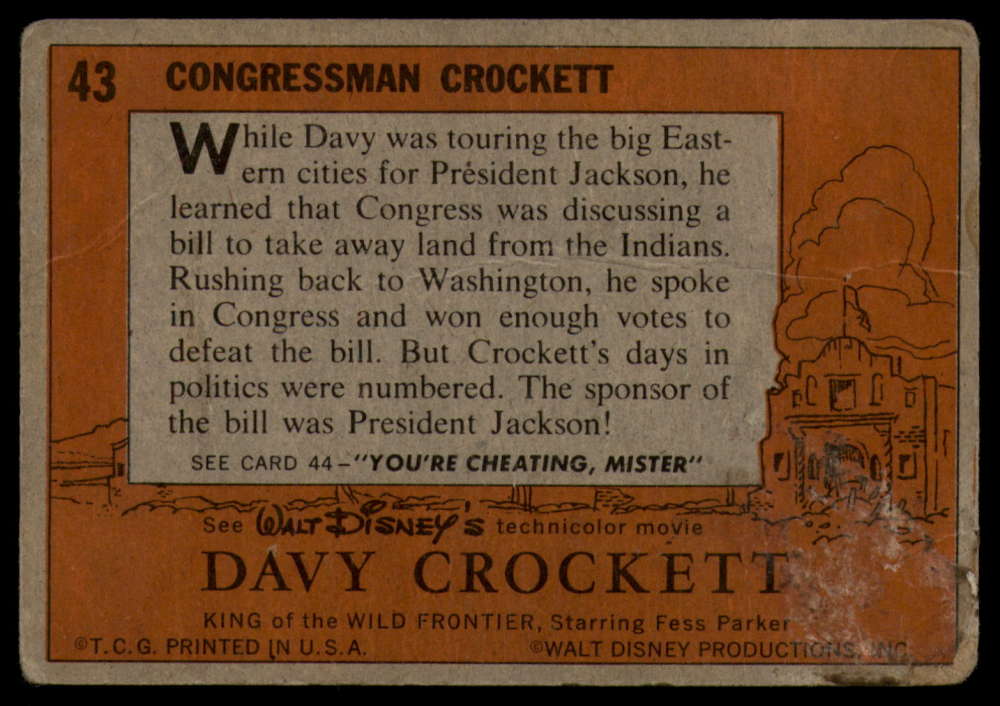 43 CONGRESSMAN CROCKETT
While Davy was touring the big East-
ern cities for President Jackson, he
learned that Congress was discussing a
bill to take away land from the Indians.
Rushing back to Washington, he spoke
in Congress and won enough votes to
defeat the bill. But Crockett's days in
politics were numbered. The sponsor of
the bill was President Jackson!
SEE CARD 44—"YOU'RE CHEATING, MISTER"
See WALT DISNEY'S technicolor movie
DAVY CROCKETT
KING of the WILD FRONTIER, Starring Fess Parker
©T.C.G. PRINTED IN U.S.A. ©WALT DISNEY PRODUCTIONS, INC.